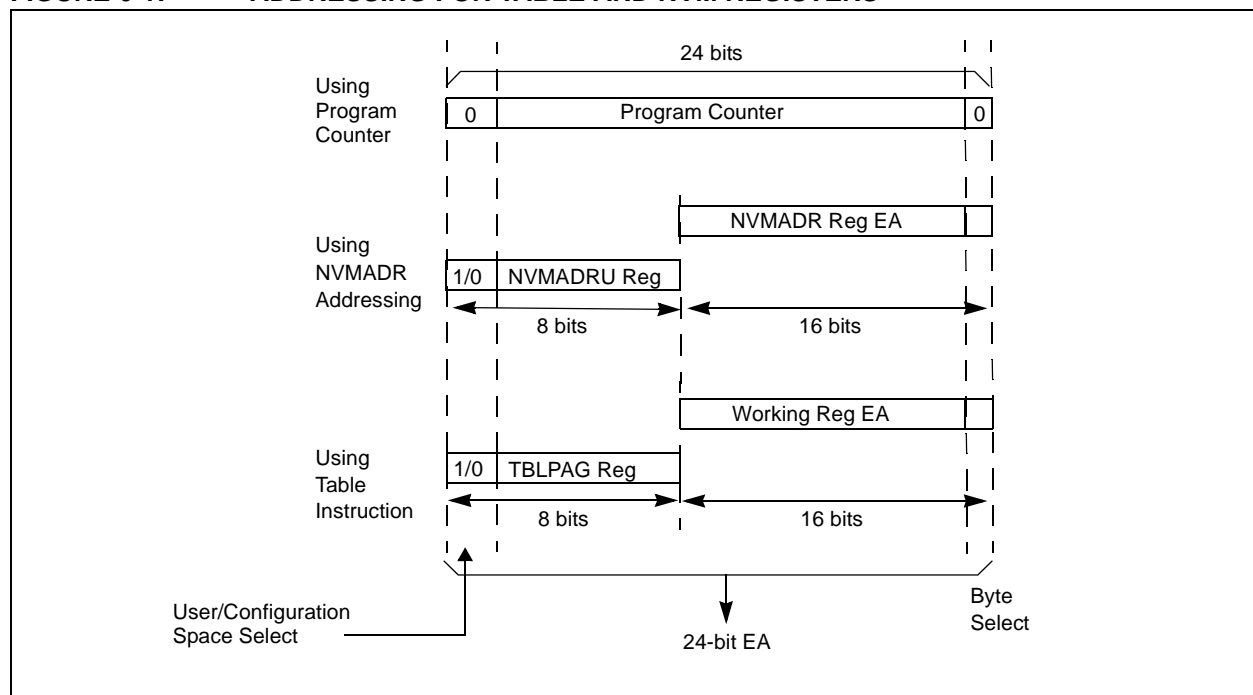 24 bits
Using
Program
Counter
0
Program Counter
0
NVMADR Reg EA
Using
NVMADR
Addressing
1/0
NVMADRU Reg
8 bits
16 bits
Working Reg EA
Using
Table
Instruction
1/0
TBLPAG Reg
8 bits
16 bits
User/Configuration
Space Select
24-bit EA
Byte
Select